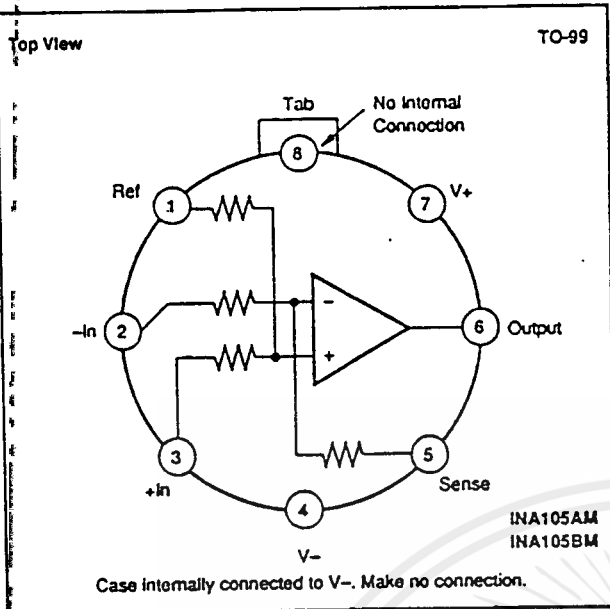 Top View
TO-99
Tab
No Internal
Connection
8
Ref
1
7
V+
–In
2
–
+
6
Output
3
+In
5
Sense
4
V–
INA105AM
INA105BM
Case internally connected to V–. Make no connection.